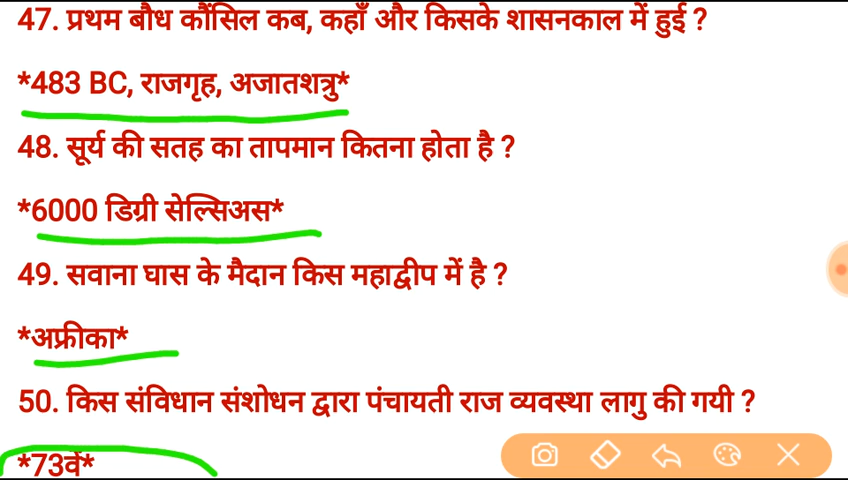 47. प्रथम बौध कौंसिल कब, कहाँ और किसके शासनकाल में हुई ?
*483 BC, राजगृह, अजातशत्रु*
48. सूर्य की सतह का तापमान कितना होता है ?
*6000 डिग्री सेल्सिअस*
49. सवाना घास के मैदान किस महाद्वीप में है ?
*अफ्रीका*
50. किस संविधान संशोधन द्वारा पंचायती राज व्यवस्था लागु की गयी ?
*73वें*